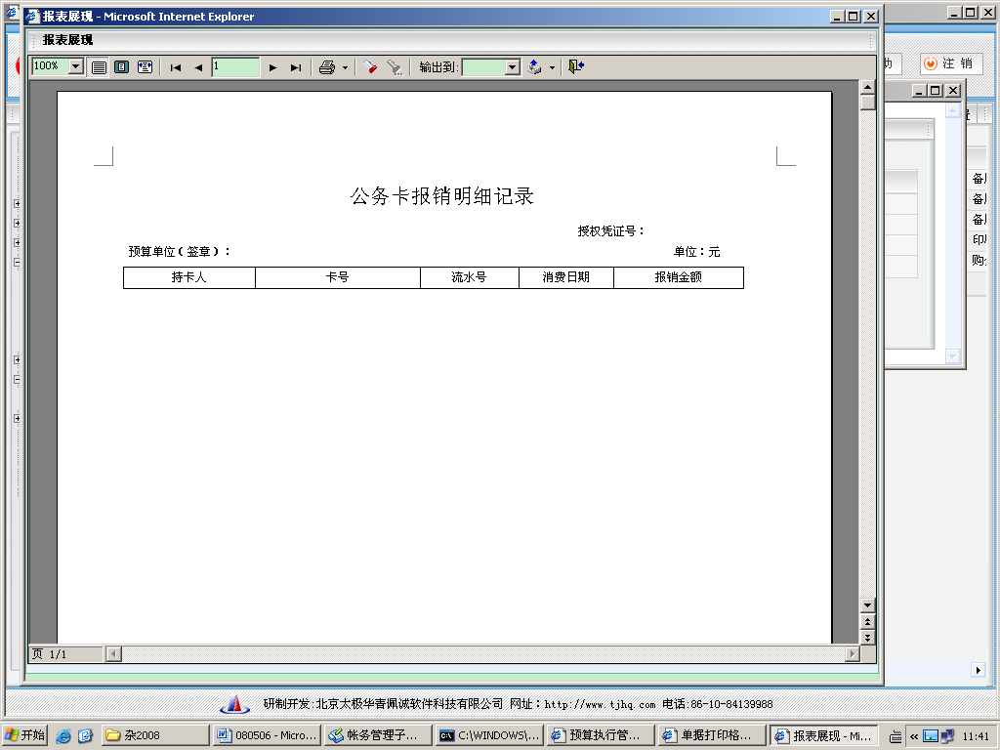 报表展现 - Microsoft Internet Explorer
报表展现
100%
1
输出到:
注 销
公务卡报销明细记录
授权凭证号：
预算单位（签章）：
单位：元
持卡人 卡号 流水号 消费日期 报销金额
印
购
页 1/1
研制开发:北京太极华青佩诚软件科技有限公司 网址：http://www.tjhq.com 电话:86-10-84139988
开始 杂2008 080506 - Micro... 帐务管理子... C:\WINDOWS\... 预算执行管... 单据打印格... 报表展现 - Mi... « 11:41